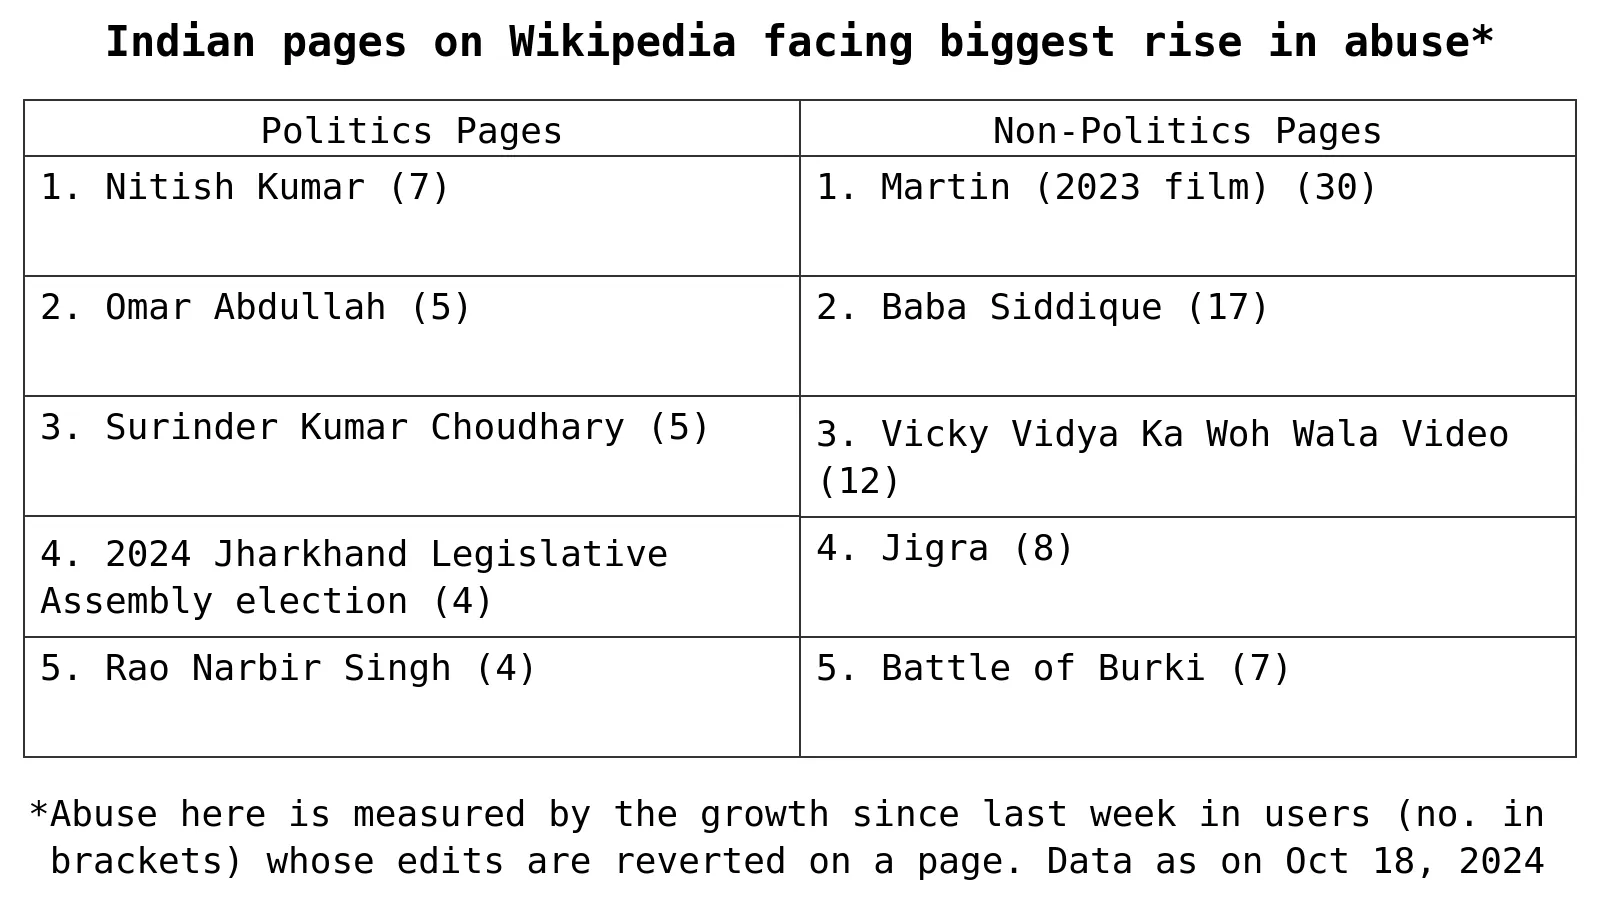 Indian pages on Wikipedia facing biggest rise in abuse*
Politics Pages
Non-Politics Pages
1. Nitish Kumar (7)
1. Martin (2023 film) (30)
2. Omar Abdullah (5)
2. Baba Siddique (17)
3. Surinder Kumar Choudhary (5)
3. Vicky Vidya Ka Woh Wala Video
(12)
4. 2024 Jharkhand Legislative
Assembly election (4)
4. Jigra (8)
5. Rao Narbir Singh (4)
5. Battle of Burki (7)
*Abuse here is measured by the growth since last week in users (no. in
brackets) whose edits are reverted on a page. Data as on Oct 18, 2024